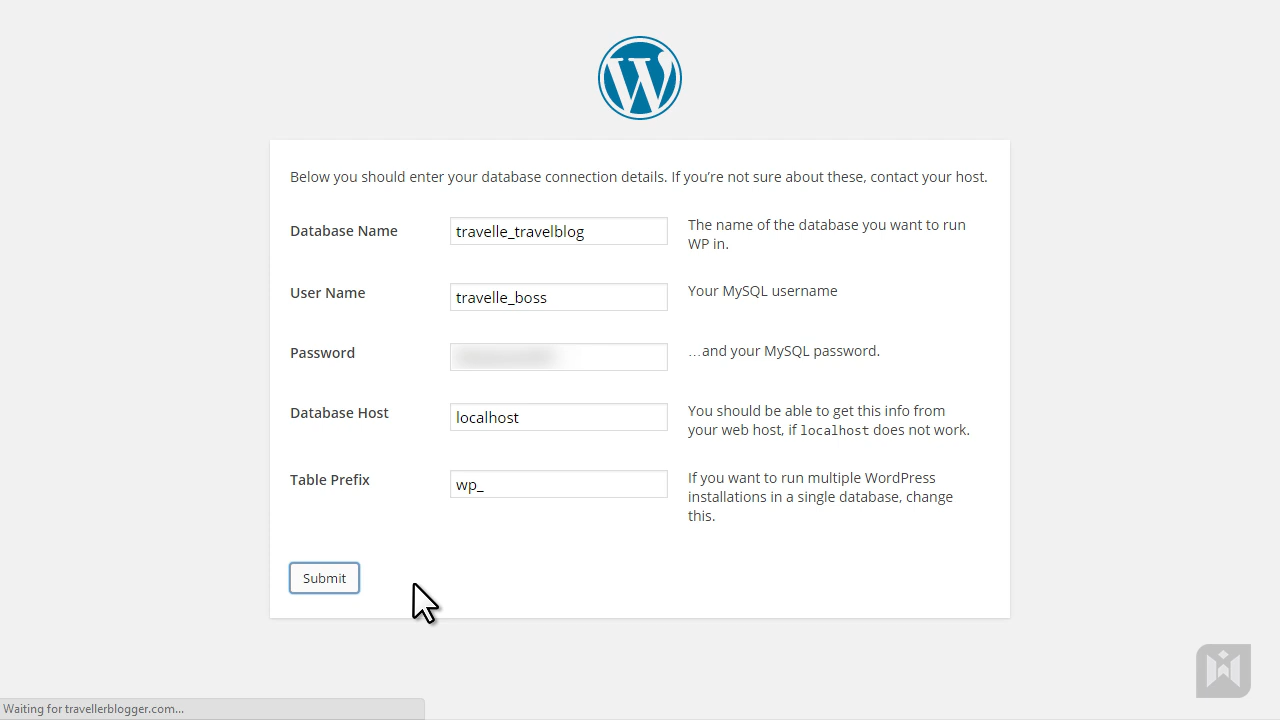 Below you should enter your database connection details. If you’re not sure about these, contact your host.
Database Name
travelle_travelblog
The name of the database you want to run
WP in.
User Name
travelle_boss
Your MySQL username
Password
…and your MySQL password.
Database Host
localhost
You should be able to get this info from
your web host, if localhost does not work.
Table Prefix
wp_
If you want to run multiple WordPress
installations in a single database, change
this.
Submit
Waiting for travellerblogger.com...